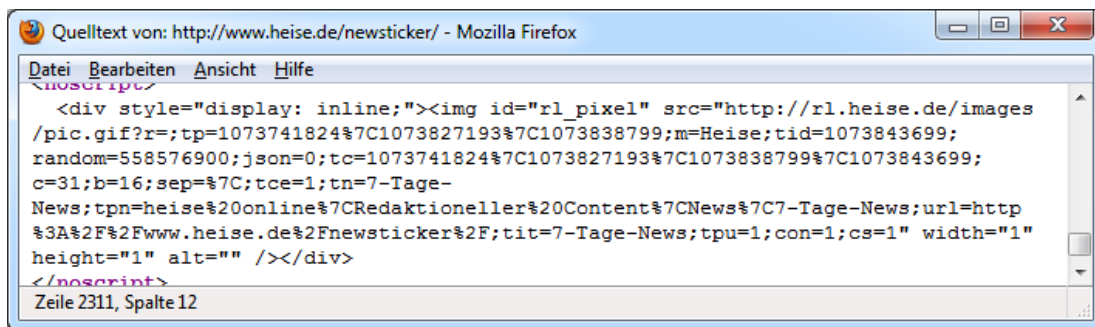 Quelltext von: http://www.heise.de/newsticker/ - Mozilla Firefox
Datei Bearbeiten Ansicht Hilfe
<noscript>
<div style="display: inline;"><img id="rl_pixel" src="http://rl.heise.de/images
/pic.gif?r=;tp=1073741824%7C1073827193%7C1073838799;m=Heise;tid=1073843699;
random=558576900;json=0;tc=1073741824%7C1073827193%7C1073838799%7C1073843699;
c=31;b=16;sep=%7C;tce=1;tn=7-Tage-
News;tpn=heise%20online%7CRedaktioneller%20Content%7CNews%7C7-Tage-News;url=http
%3A%2F%2Fwww.heise.de%2Fnewsticker%2F;tit=7-Tage-News;tpu=1;con=1;cs=1" width="1"
height="1" alt="" /></div>
</noscript>
Zeile 2311, Spalte 12